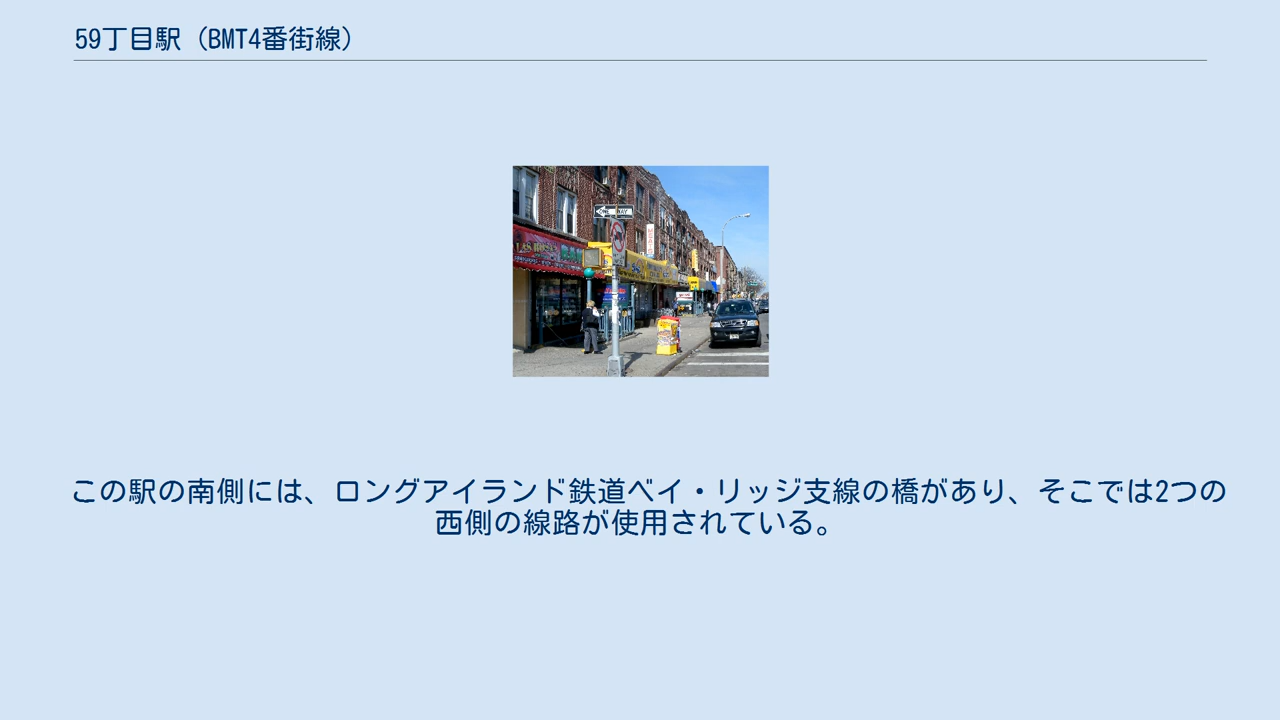 59丁目駅（BMT4番街線）
ONE WAY
この駅の南側には、ロングアイランド鉄道ベイ・リッジ支線の橋があり、そこでは2つの
西側の線路が使用されている。